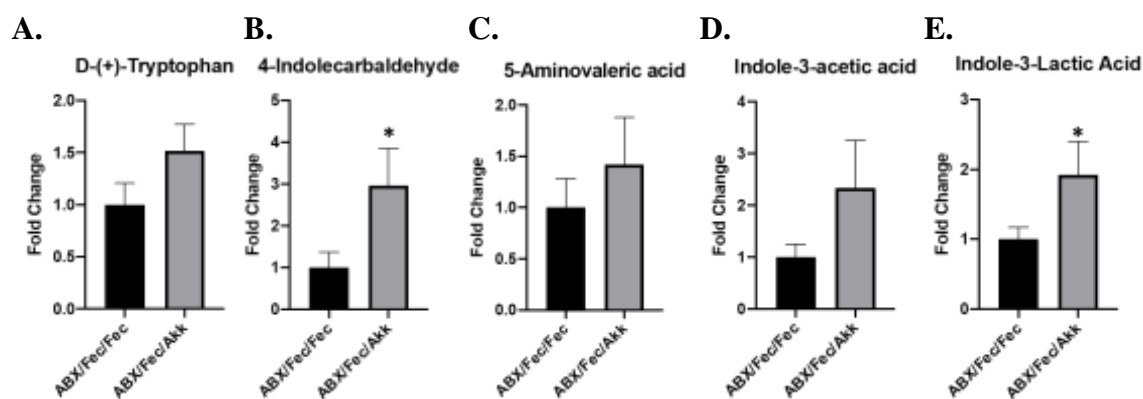 A.
D-(+)-Tryptophan
Fold Change
2.0
1.5
1.0
0.5
0.0
ABX/Fec/Fec
ABX/Fec/Akk
B.
4-Indolecarbaldehyde
Fold Change
5
4
3
2
1
0
*
ABX/Fec/Fec
ABX/Fec/Akk
C.
5-Aminovaleric acid
Fold Change
2.0
1.5
1.0
0.5
0.0
ABX/Fec/Fec
ABX/Fec/Akk
D.
Indole-3-acetic acid
Fold Change
4
3
2
1
0
ABX/Fec/Fec
ABX/Fec/Akk
E.
Indole-3-Lactic Acid
Fold Change
3
2
1
0
*
ABX/Fec/Fec
ABX/Fec/Akk